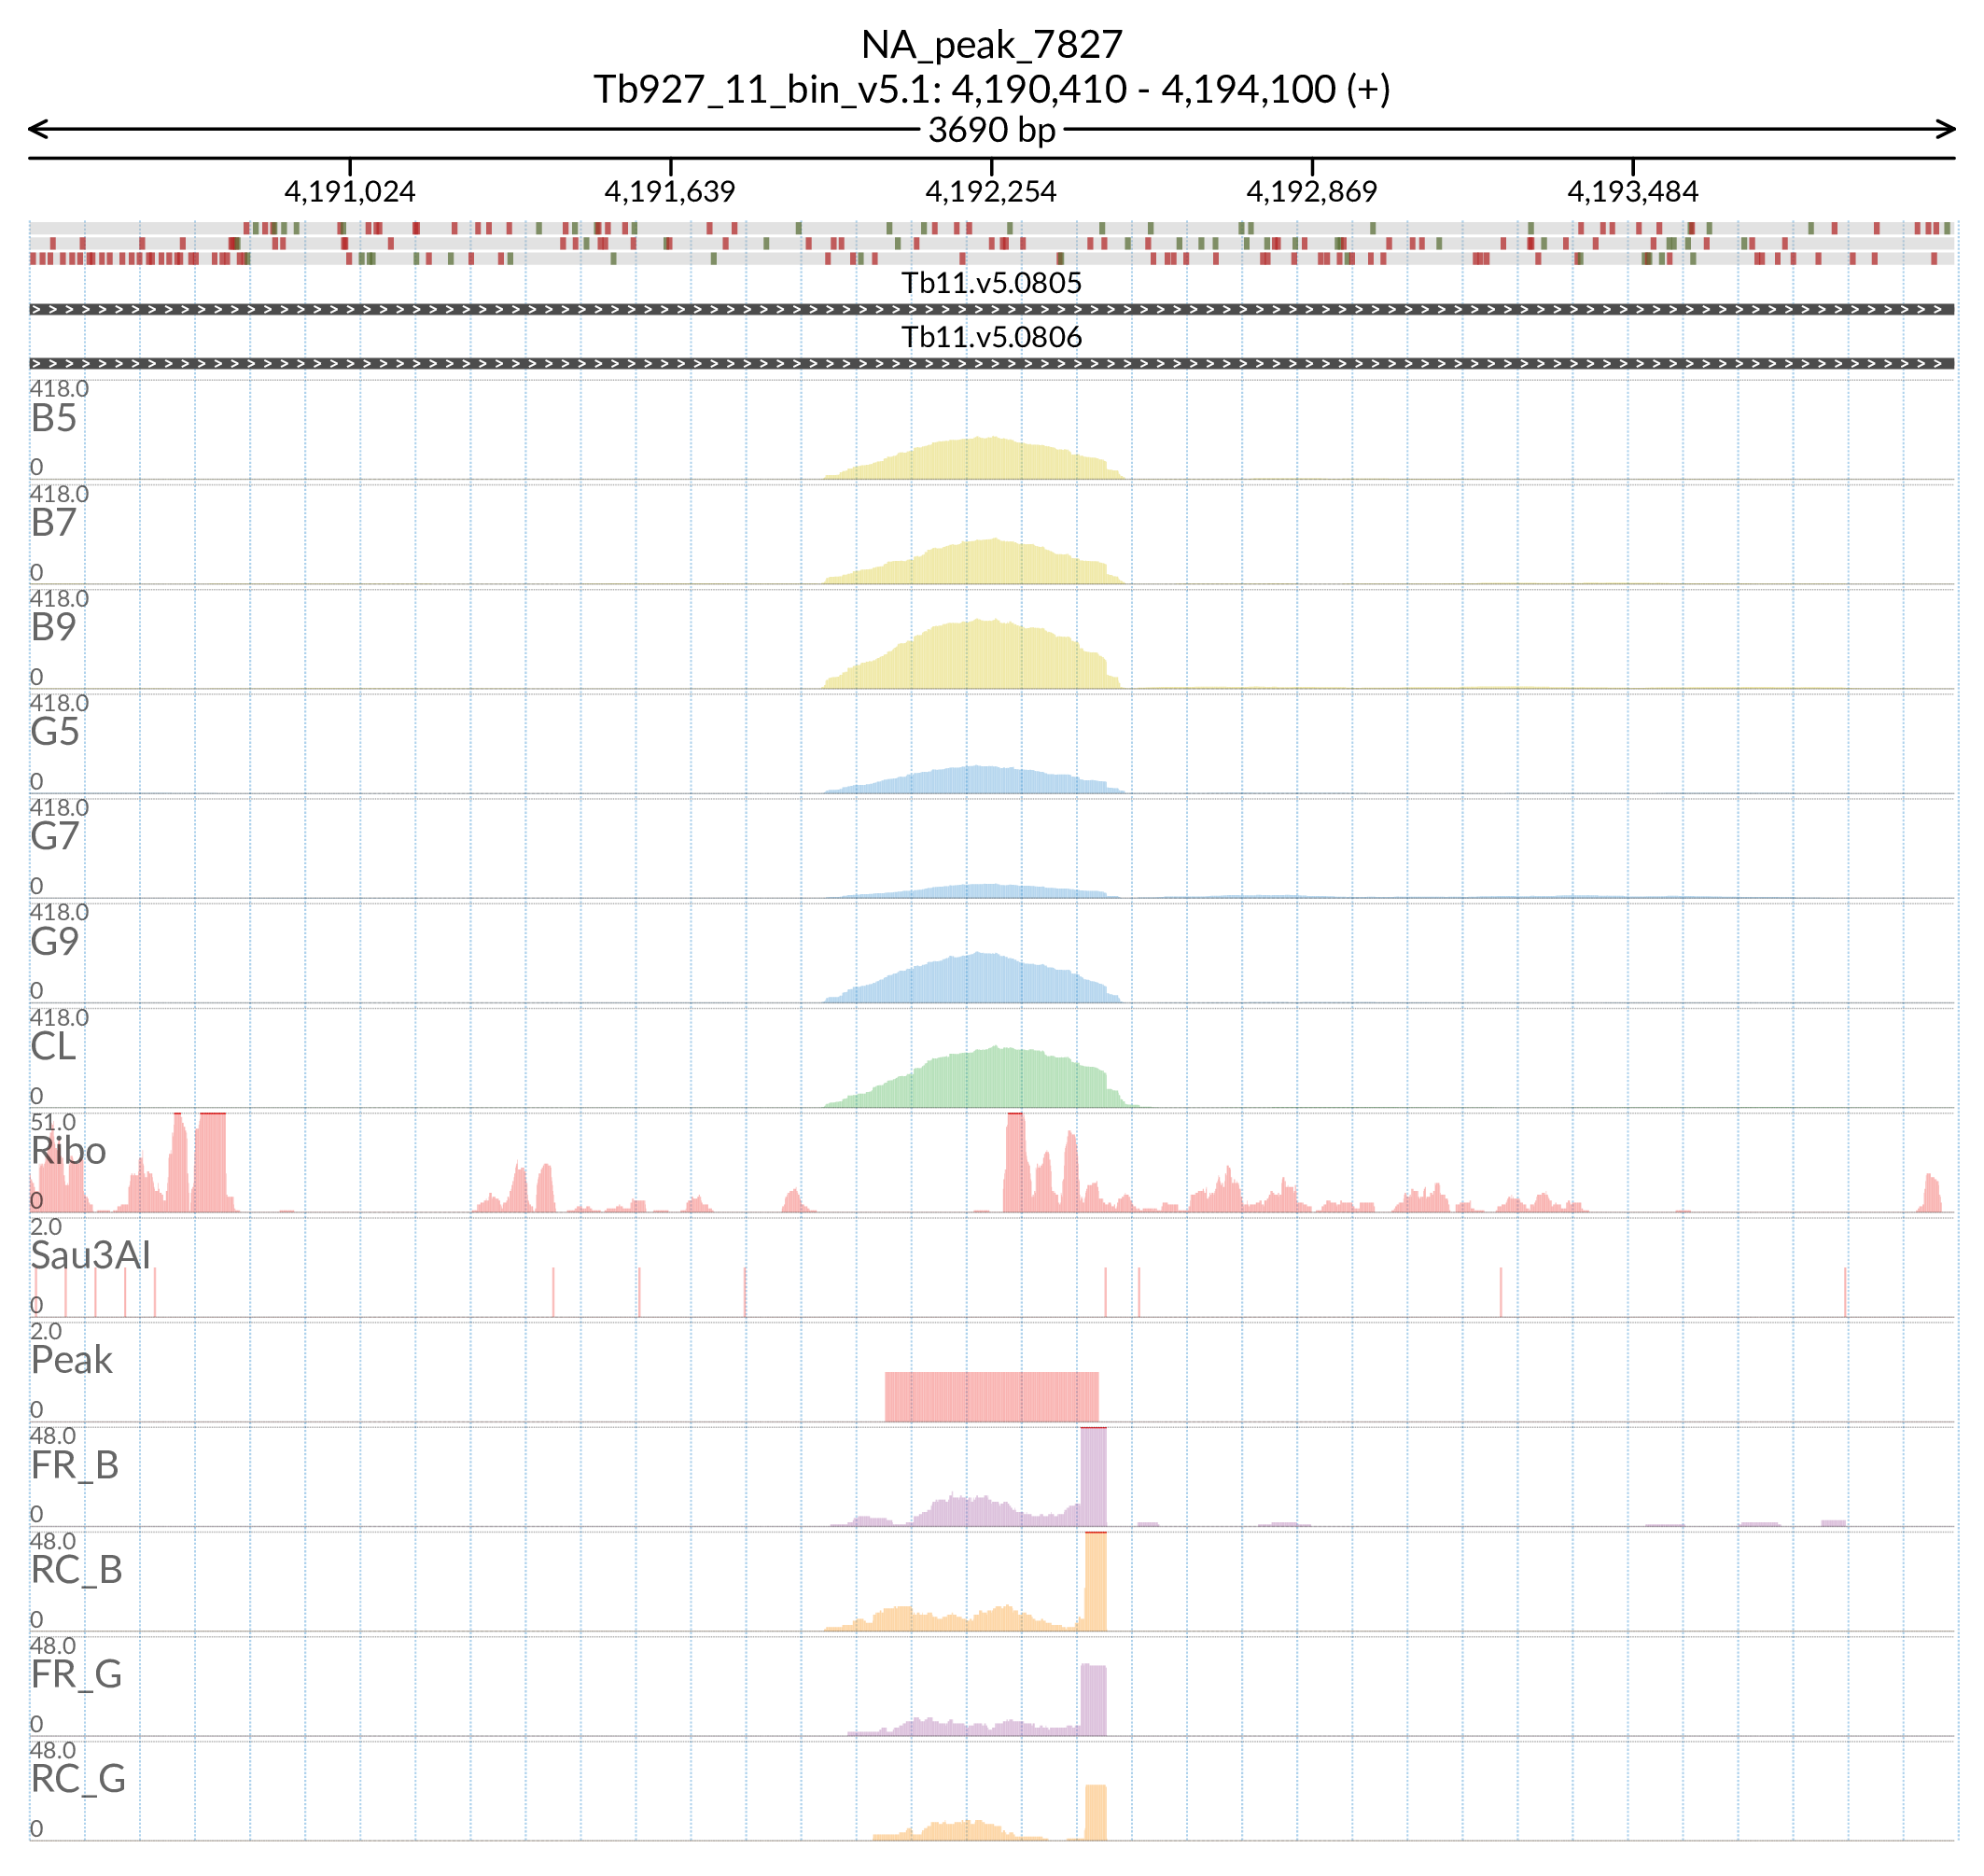 NA_peak_7827
Tb927_11_bin_v5.1: 4,190,410 - 4,194,100 (+)
3690 bp
4,191,024 4,191,639 4,192,254 4,192,869 4,193,484
Tb11.v5.0805
Tb11.v5.0806
418.0
B5
0
418.0
B7
0
418.0
B9
0
418.0
G5
0
418.0
G7
0
418.0
G9
0
418.0
CL
0
51.0
Ribo
0
2.0
Sau3AI
0
2.0
Peak
0
48.0
FR_B
0
48.0
RC_B
0
48.0
FR_G
0
48.0
RC_G
0